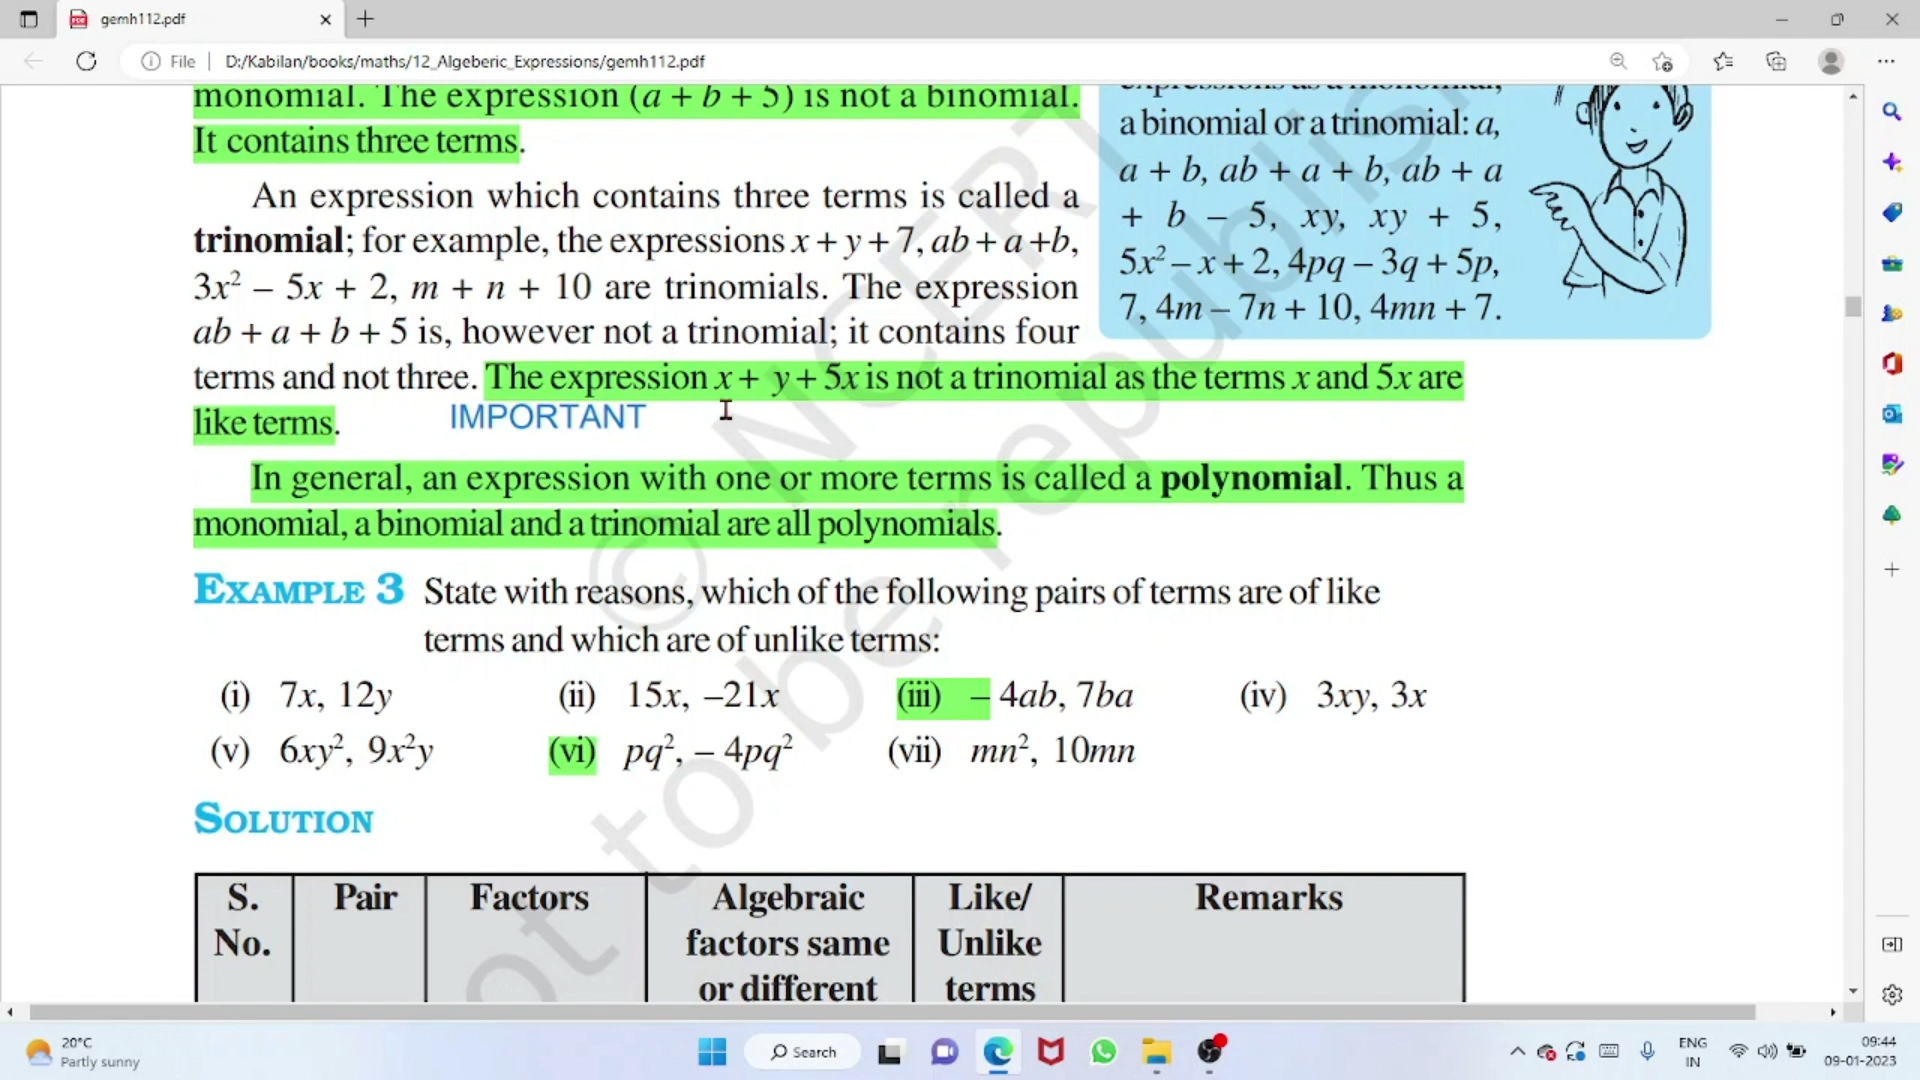 gemh112.pdf
File
D:/Kabilan/books/maths/12_Algeberic_Expressions/gemh112.pdf
monomial. The expression (a + b + 5) is not a binomial.
It contains three terms.
An expression which contains three terms is called a
trinomial; for example, the expressions x + y + 7, ab + a +b,
3x² – 5x + 2, m + n + 10 are trinomials. The expression
ab + a + b + 5 is, however not a trinomial; it contains four
terms and not three. The expression x + y + 5x is not a trinomial as the terms x and 5x are
like terms.
IMPORTANT
expressions as a monomial,
a binomial or a trinomial: a,
a + b, ab + a + b, ab + a
+ b – 5, xy, xy + 5,
5x² – x + 2, 4pq – 3q + 5p,
7, 4m – 7n + 10, 4mn + 7.
In general, an expression with one or more terms is called a polynomial. Thus a
monomial, a binomial and a trinomial are all polynomials.
EXAMPLE 3 State with reasons, which of the following pairs of terms are of like
terms and which are of unlike terms:
(i) 7x, 12y (ii) 15x, –21x (iii) – 4ab, 7ba (iv) 3xy, 3x
(v) 6xy², 9x²y (vi) pq², – 4pq² (vii) mn², 10mn
SOLUTION
S. No.
Pair
Factors
Algebraic factors same or different
Like/ Unlike terms
Remarks
© NCERT
not to be republis
20°C
Partly sunny
Search
ENG
IN
09:44
09-01-2023